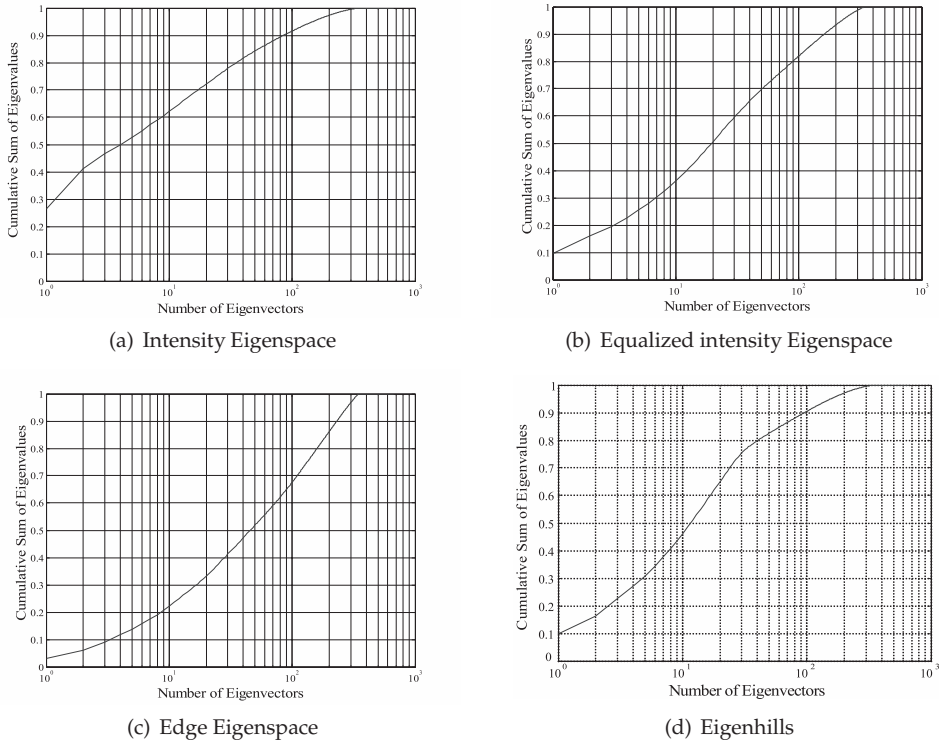 1
0.9
0.8
0.7
0.6
0.5
0.4
0.3
0.2
0.1
0
Cumulative Sum of Eigenvalues
10^0 10^1 10^2 10^3
Number of Eigenvectors
(a) Intensity Eigenspace
1
0.9
0.8
0.7
0.6
0.5
0.4
0.3
0.2
0.1
0
Cumulative Sum of Eigenvalues
10^0 10^1 10^2 10^3
Number of Eigenvectors
(b) Equalized intensity Eigenspace
1
0.9
0.8
0.7
0.6
0.5
0.4
0.3
0.2
0.1
0
Cumulative Sum of Eigenvalues
10^0 10^1 10^2 10^3
Number of Eigenvectors
(c) Edge Eigenspace
1
0.9
0.8
0.7
0.6
0.5
0.4
0.3
0.2
0.1
0
Cumulative Sum of Eigenvalues
10^0 10^1 10^2 10^3
Number of Eigenvectors
(d) Eigenhills